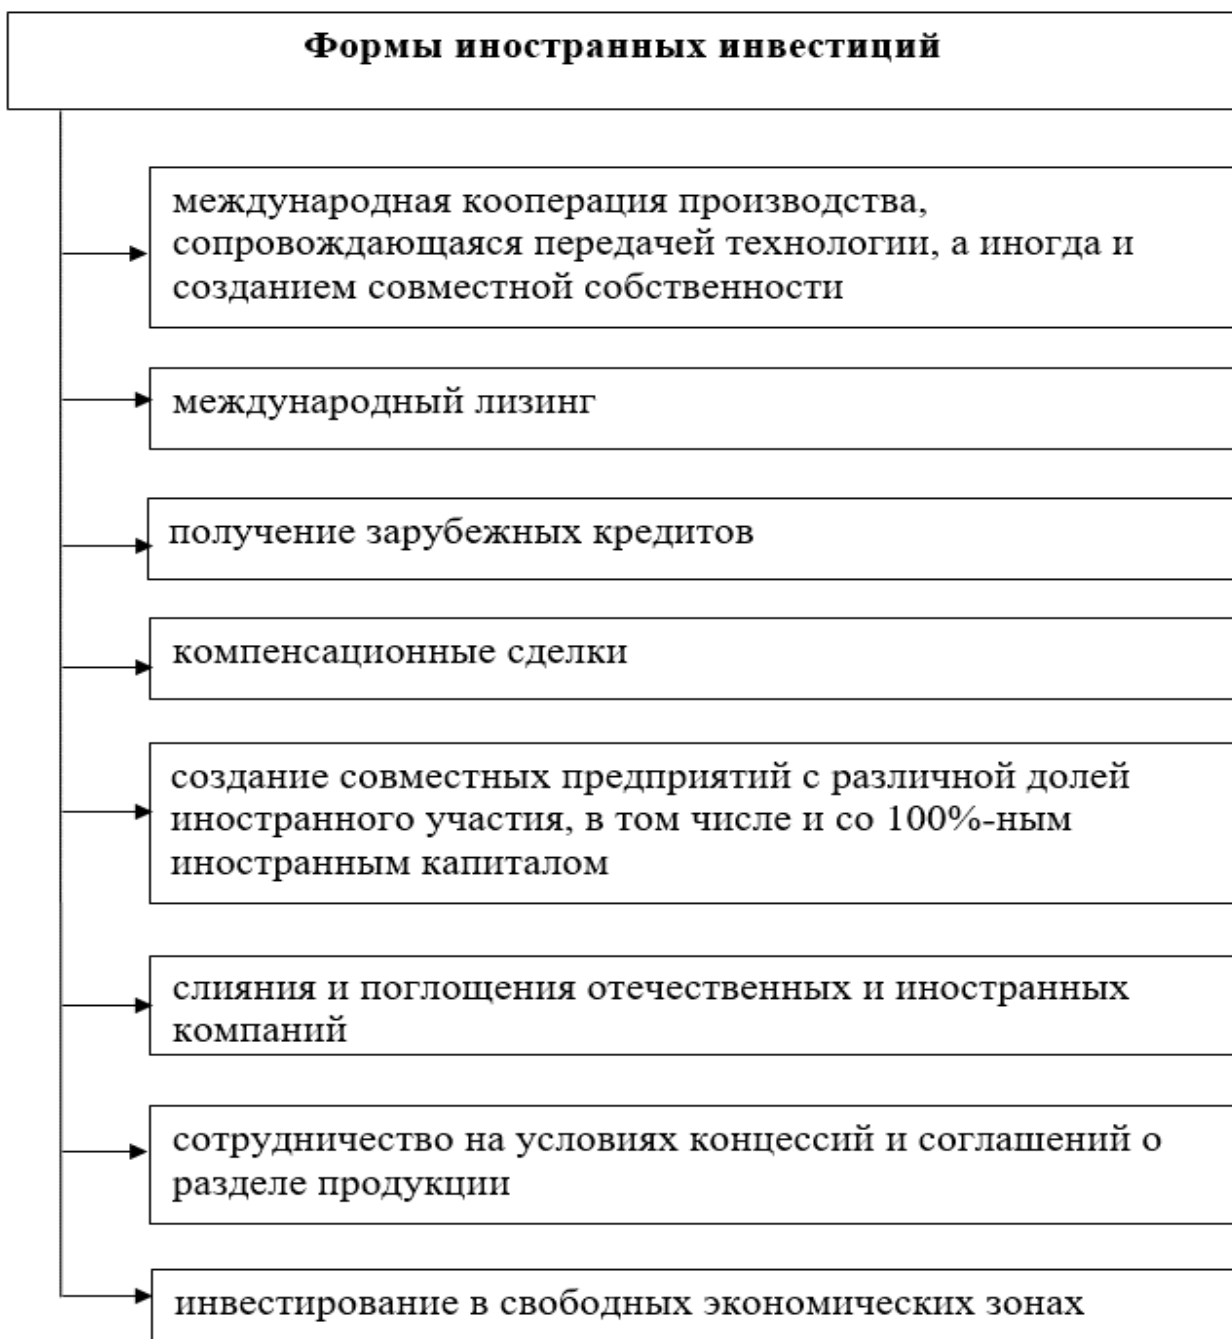 Формы иностранных инвестиций
международная кооперация производства,
сопровождающаяся передачей технологии, а иногда и
созданием совместной собственности
международный лизинг
получение зарубежных кредитов
компенсационные сделки
создание совместных предприятий с различной долей
иностранного участия, в том числе и со 100%-ным
иностранным капиталом
слияния и поглощения отечественных и иностранных
компаний
сотрудничество на условиях концессий и соглашений о
разделе продукции
инвестирование в свободных экономических зонах